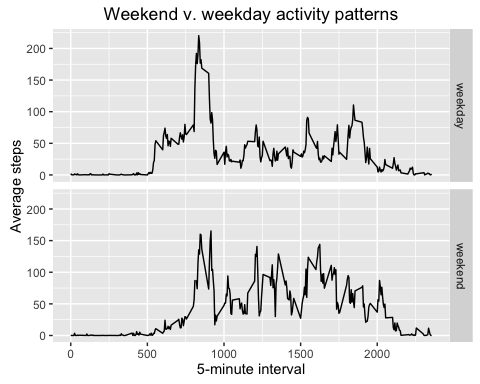 Weekend v. weekday activity patterns
Average steps
200
150
100
50
0
weekday
200
150
100
50
0
weekend
0 500 1000 1500 2000
5-minute interval